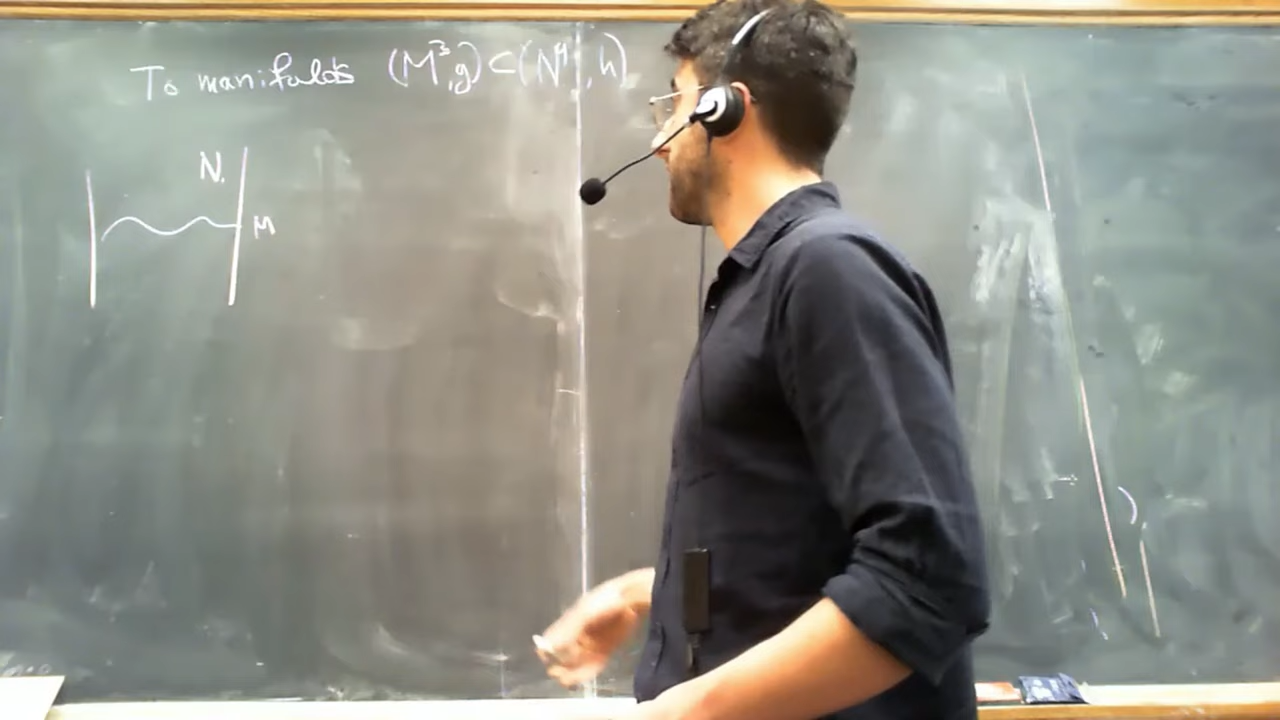 To manifolds (M³,g) ⊂ (N⁴, h)
N.
M